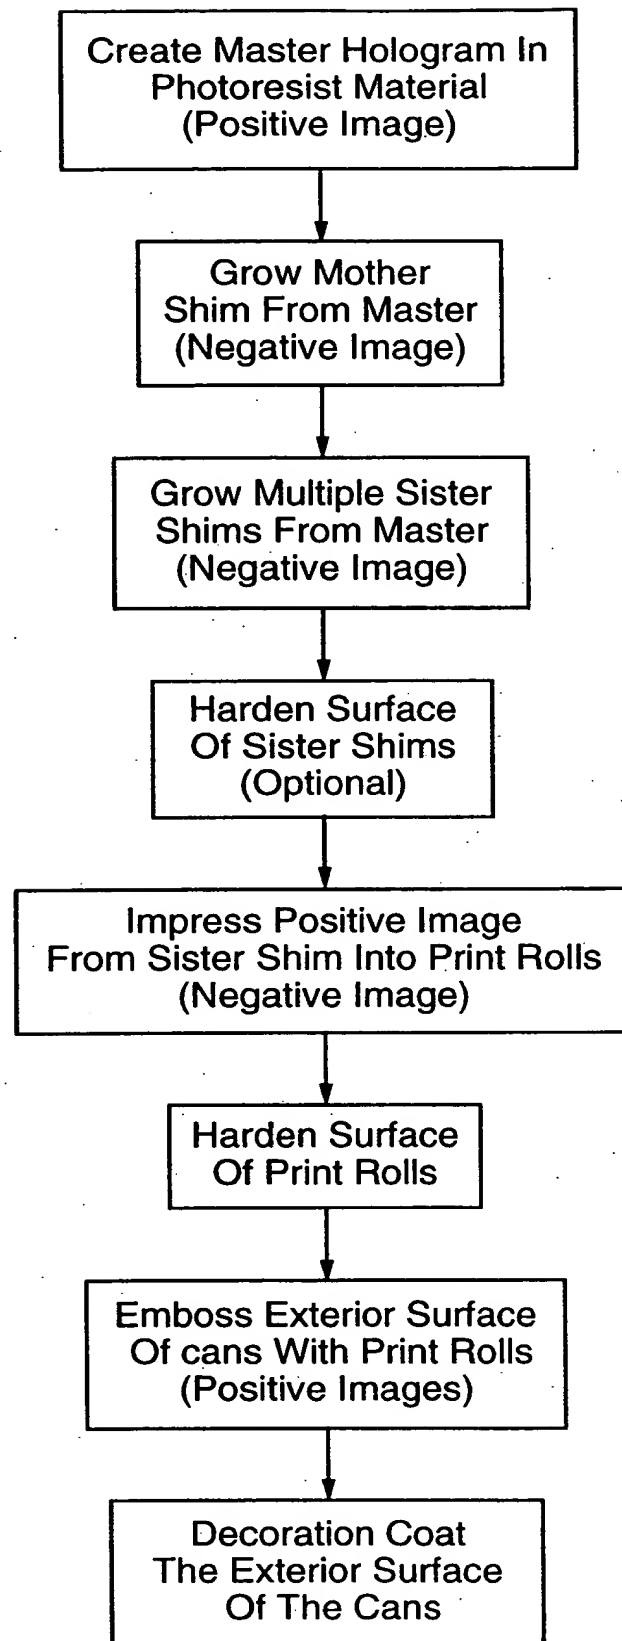 Create Master Hologram In
Photoresist Material
(Positive Image)
Grow Mother
Shim From Master
(Negative Image)
Grow Multiple Sister
Shims From Master
(Negative Image)
Harden Surface
Of Sister Shims
(Optional)
Impress Positive Image
From Sister Shim Into Print Rolls
(Negative Image)
Harden Surface
Of Print Rolls
Emboss Exterior Surface
Of cans With Print Rolls
(Positive Images)
Decoration Coat
The Exterior Surface
Of The Cans